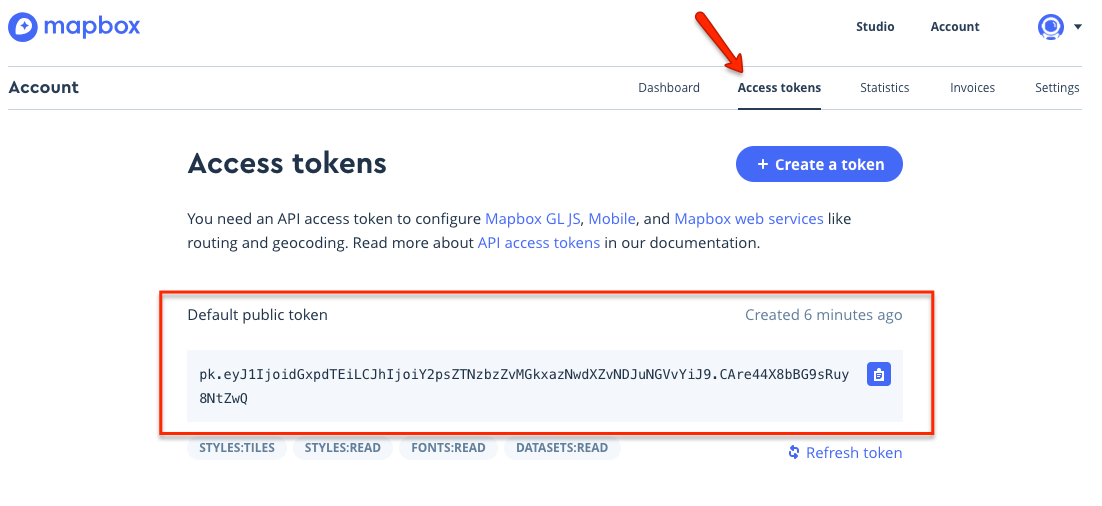 mapbox
Studio
Account
Account
Dashboard
Access tokens
Statistics
Invoices
Settings
Access tokens
+ Create a token
You need an API access token to configure Mapbox GL JS, Mobile, and Mapbox web services like
routing and geocoding. Read more about API access tokens in our documentation.
Default public token
Created 6 minutes ago
pk.eyJ1IjoidGxpdTEiLCJhIjoiY2psZTNzbzZvMGkxazNwdXZvNDJuNGVvYiJ9.CAre44X8bBG9sRuy
8NtZwQ
STYLES:TILES
STYLES:READ
FONTS:READ
DATASETS:READ
Refresh token